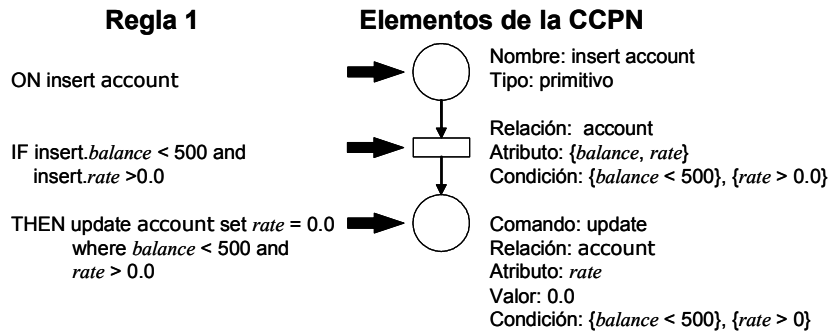 Regla 1
Elementos de la CCPN
ON insert account
Nombre: insert account
Tipo: primitivo
IF insert.balance < 500 and
insert.rate >0.0
Relación: account
Atributo: {balance, rate}
Condición: {balance < 500}, {rate > 0.0}
THEN update account set rate = 0.0
where balance < 500 and
rate > 0.0
Comando: update
Relación: account
Atributo: rate
Valor: 0.0
Condición: {balance < 500}, {rate > 0}